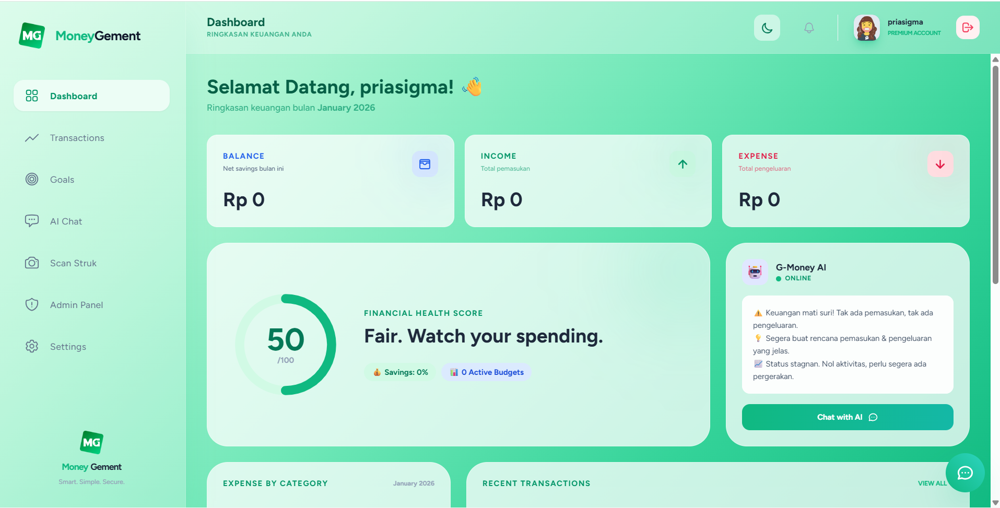 MG
MoneyGement
Dashboard
RINGKASAN KEUANGAN ANDA
priasigma
PREMIUM ACCOUNT
Dashboard
Transactions
Goals
AI Chat
Scan Struk
Admin Panel
Settings
MG
Money Gement
Smart. Simple. Secure.
Selamat Datang, priasigma! 👋
Ringkasan keuangan bulan January 2026
BALANCE
Net savings bulan ini
Rp 0
INCOME
Total pemasukan
Rp 0
EXPENSE
Total pengeluaran
Rp 0
50
/100
FINANCIAL HEALTH SCORE
Fair. Watch your spending.
💰 Savings: 0%
📊 0 Active Budgets
G-Money AI
ONLINE
⚠️ Keuangan mati suri! Tak ada pemasukan, tak ada
pengeluaran.
💡 Segera buat rencana pemasukan & pengeluaran
yang jelas.
📈 Status stagnan. Nol aktivitas, perlu segera ada
pergerakan.
Chat with AI
EXPENSE BY CATEGORY
January 2026
RECENT TRANSACTIONS
VIEW ALL